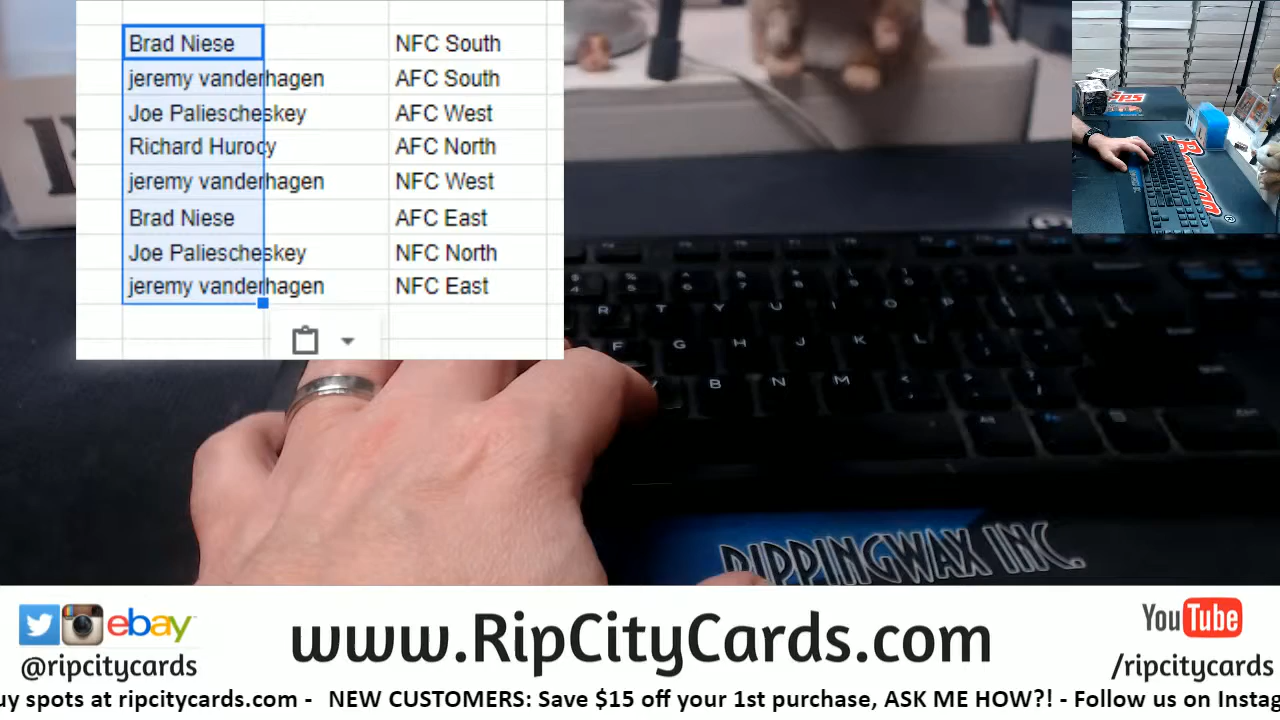 Brad Niese NFC South
jeremy vanderhagen AFC South
Joe Paliescheskey AFC West
Richard Hurocy AFC North
jeremy vanderhagen NFC West
Brad Niese AFC East
Joe Paliescheskey NFC North
jeremy vanderhagen NFC East
R T Y U I O P
F G H J K L
V B N M
RIPPINGWAX INC.
ebay
www.RipCityCards.com
YouTube
@ripcitycards
/ripcitycards
uy spots at ripcitycards.com - NEW CUSTOMERS: Save $15 off your 1st purchase, ASK ME HOW?! - Follow us on Instag